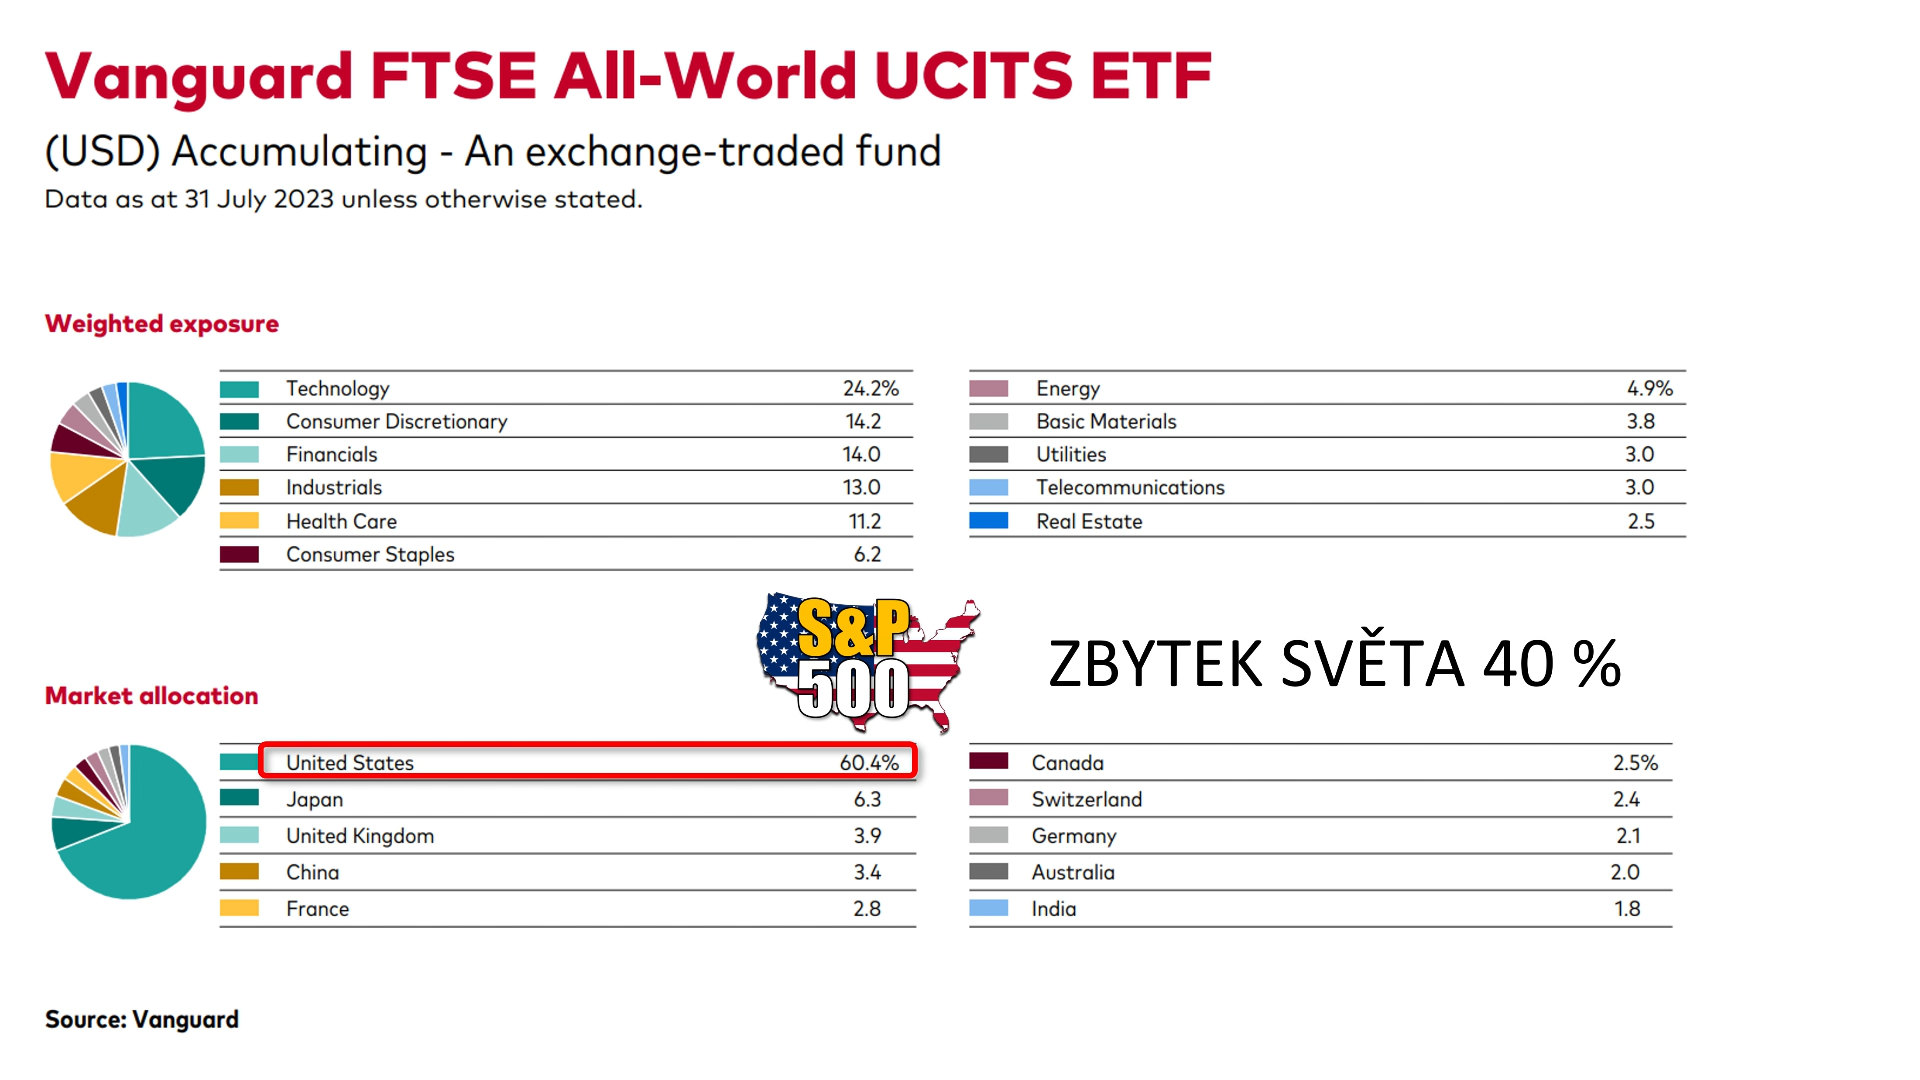 Vanguard FTSE All-World UCITS ETF
(USD) Accumulating - An exchange-traded fund
Data as at 31 July 2023 unless otherwise stated.
Weighted exposure
Technology 24.2%
Consumer Discretionary 14.2
Financials 14.0
Industrials 13.0
Health Care 11.2
Consumer Staples 6.2
Energy 4.9%
Basic Materials 3.8
Utilities 3.0
Telecommunications 3.0
Real Estate 2.5
S&P
500
ZBYTEK SVĚTA 40 %
Market allocation
United States 60.4%
Japan 6.3
United Kingdom 3.9
China 3.4
France 2.8
Canada 2.5%
Switzerland 2.4
Germany 2.1
Australia 2.0
India 1.8
Source: Vanguard